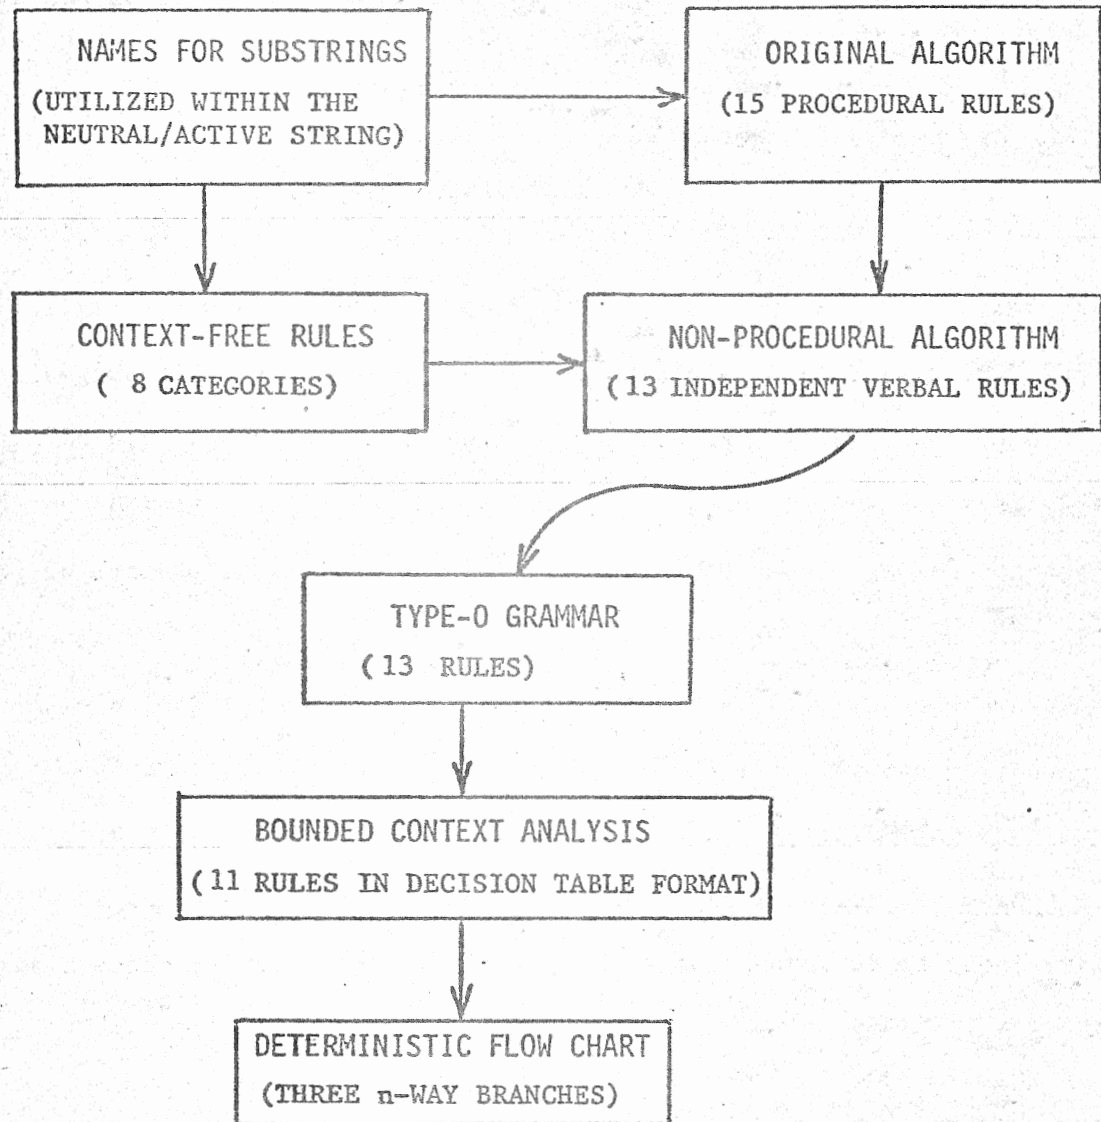 NAMES FOR SUBSTRINGS
(UTILIZED WITHIN THE
NEUTRAL/ACTIVE STRING)
ORIGINAL ALGORITHM
(15 PROCEDURAL RULES)
CONTEXT-FREE RULES
( 8 CATEGORIES)
NON-PROCEDURAL ALGORITHM
(13 INDEPENDENT VERBAL RULES)
TYPE-0 GRAMMAR
(13 RULES)
BOUNDED CONTEXT ANALYSIS
(11 RULES IN DECISION TABLE FORMAT)
DETERMINISTIC FLOW CHART
(THREE n-WAY BRANCHES)